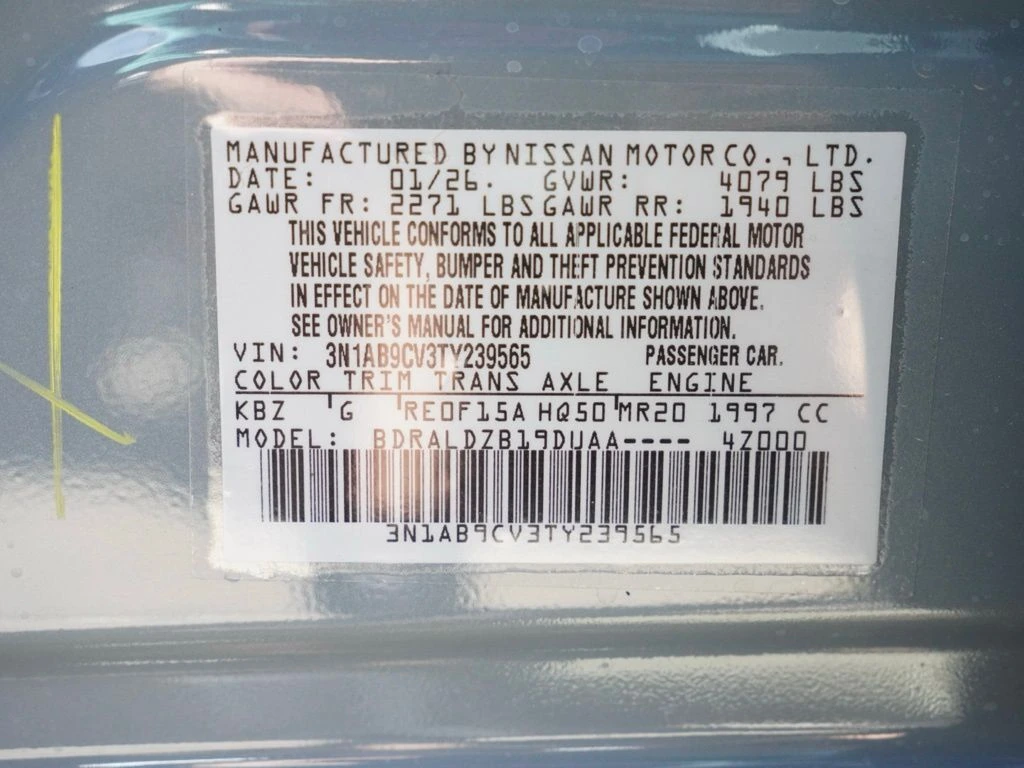 MANUFACTURED BY NISSAN MOTOR CO., LTD.
DATE: 01/26. GVWR: 4079 LBS
GAWR FR: 2271 LBS GAWR RR: 1940 LBS
THIS VEHICLE CONFORMS TO ALL APPLICABLE FEDERAL MOTOR
VEHICLE SAFETY, BUMPER AND THEFT PREVENTION STANDARDS
IN EFFECT ON THE DATE OF MANUFACTURE SHOWN ABOVE.
SEE OWNER'S MANUAL FOR ADDITIONAL INFORMATION.
VIN: 3N1AB9CV3TY239565 PASSENGER CAR.
COLOR TRIM TRANS AXLE ENGINE
KBZ G RE0F15A HQ50 MR20 1997 CC
MODEL: BDRALDZB19DUAA---- 4Z000
3N1AB9CV3TY239565